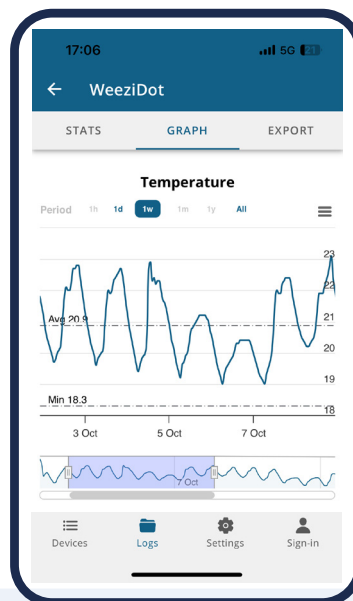 17:06 5G 23
WeeziDot
STATS GRAPH EXPORT
Temperature
Period 1h 1d 1w 1m 1y All
23
22
Avg 20.9
21
20
19
Min 18.3
18
3 Oct 5 Oct 7 Oct
7 Oct
Devices Logs Settings Sign-in